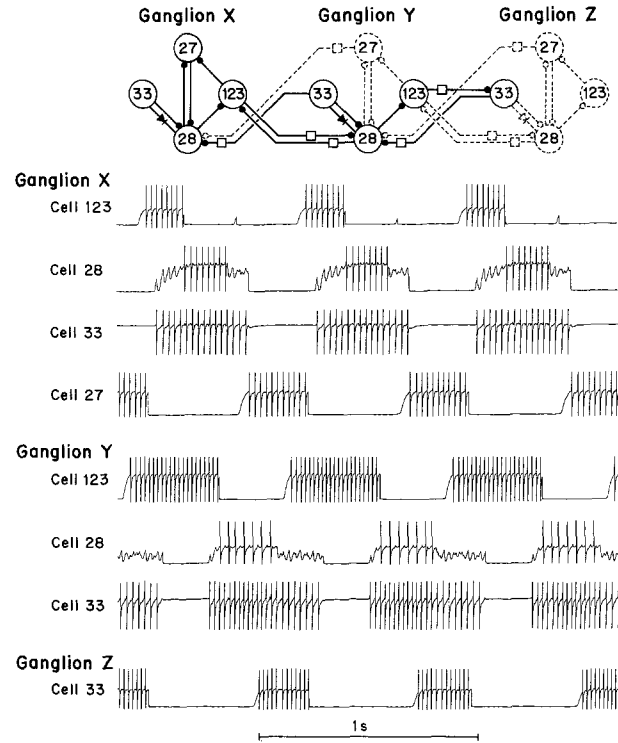 Ganglion X Ganglion Y Ganglion Z
27 27 27
33 123 33 123 33 123
28 28 28
Ganglion X
Cell 123
Cell 28
Cell 33
Cell 27
Ganglion Y
Cell 123
Cell 28
Cell 33
Ganglion Z
Cell 33
1s